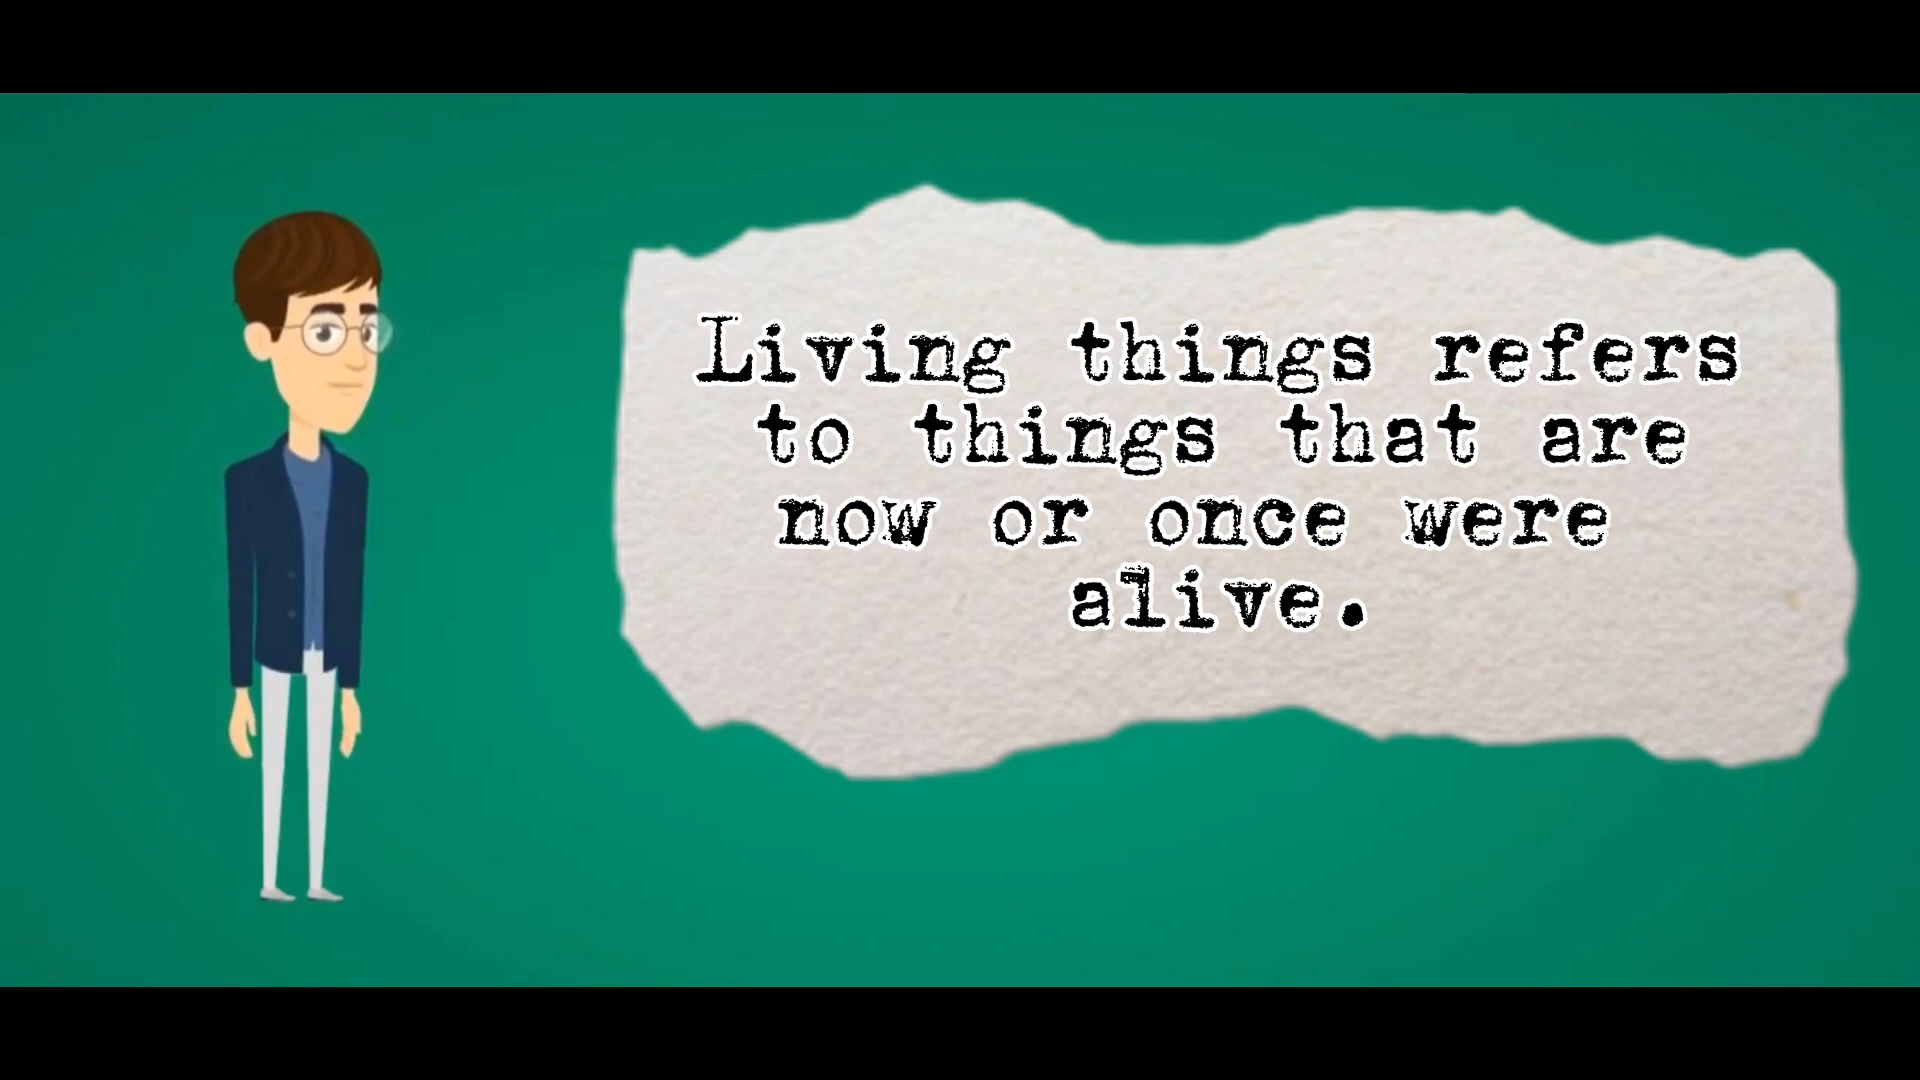 Living things refers
to things that are
now or once were
alive.